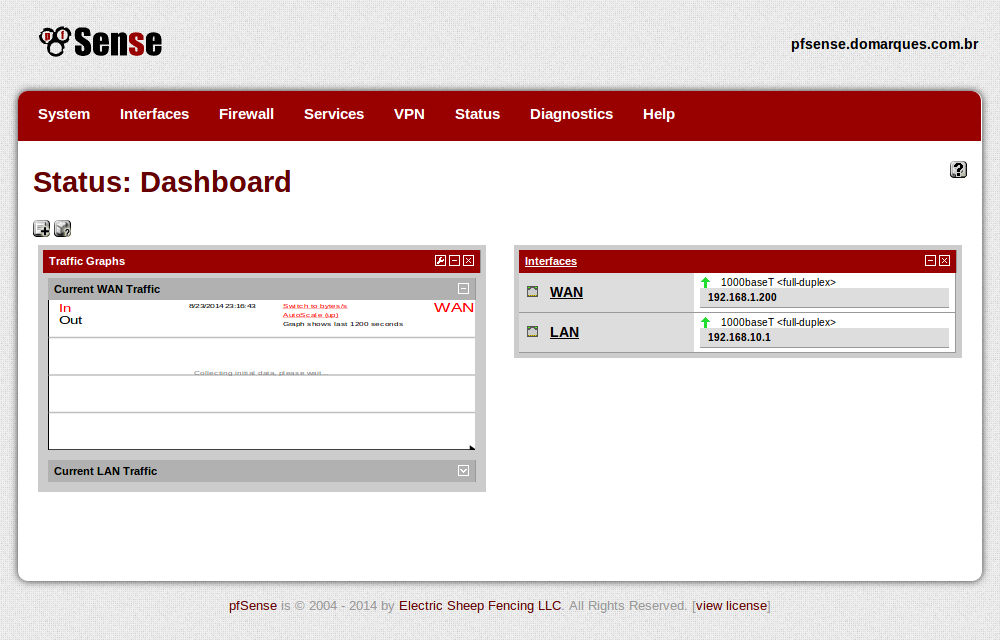 pf Sense
pfsense.domarques.com.br
System Interfaces Firewall Services VPN Status Diagnostics Help
Status: Dashboard
Traffic Graphs
Current WAN Traffic
In 8/23/2014 23:16:43 Switch to bytes/s WAN
Out AutoScale (up)
Graph shows last 1200 seconds
Collecting initial data, please wait...
Current LAN Traffic
Interfaces
WAN 1000baseT <full-duplex>
192.168.1.200
LAN 1000baseT <full-duplex>
192.168.10.1
pfSense is © 2004 - 2014 by Electric Sheep Fencing LLC. All Rights Reserved. [view license]